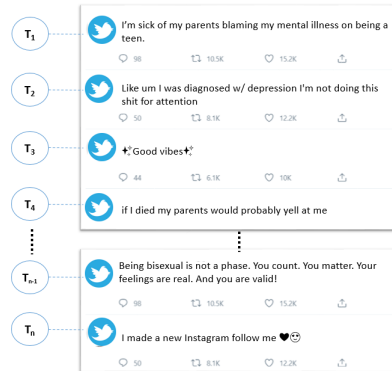 T1
I'm sick of my parents blaming my mental illness on being a
teen.
98 10.5K 15.2K
T2
Like um I was diagnosed w/ depression I'm not doing this
shit for attention
50 8.1K 12.2K
T3
✨Good vibes✨
44 6.1K 10K
T4
if I died my parents would probably yell at me
Tn-1
Being bisexual is not a phase. You count. You matter. Your
feelings are real. And you are valid!
98 10.5K 15.2K
Tn
I made a new Instagram follow me 🖤🙄
50 8.1K 12.2K